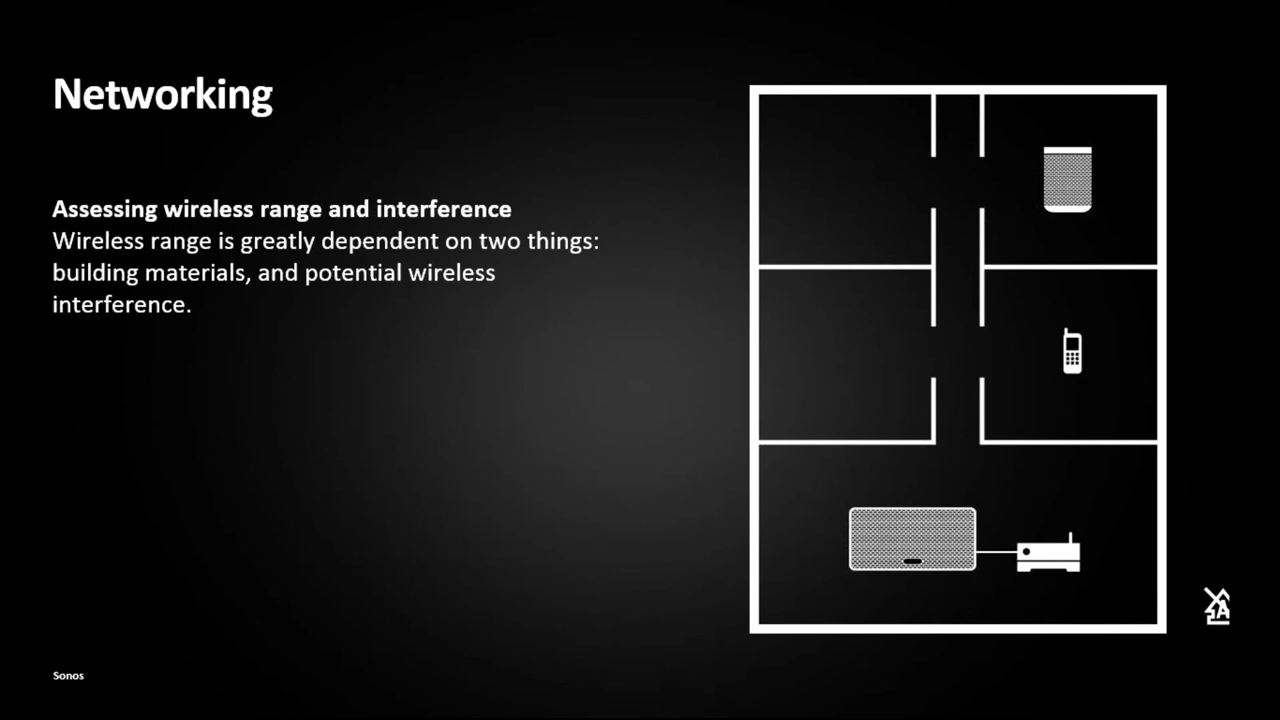 Networking
Assessing wireless range and interference
Wireless range is greatly dependent on two things:
building materials, and potential wireless
interference.
Sonos